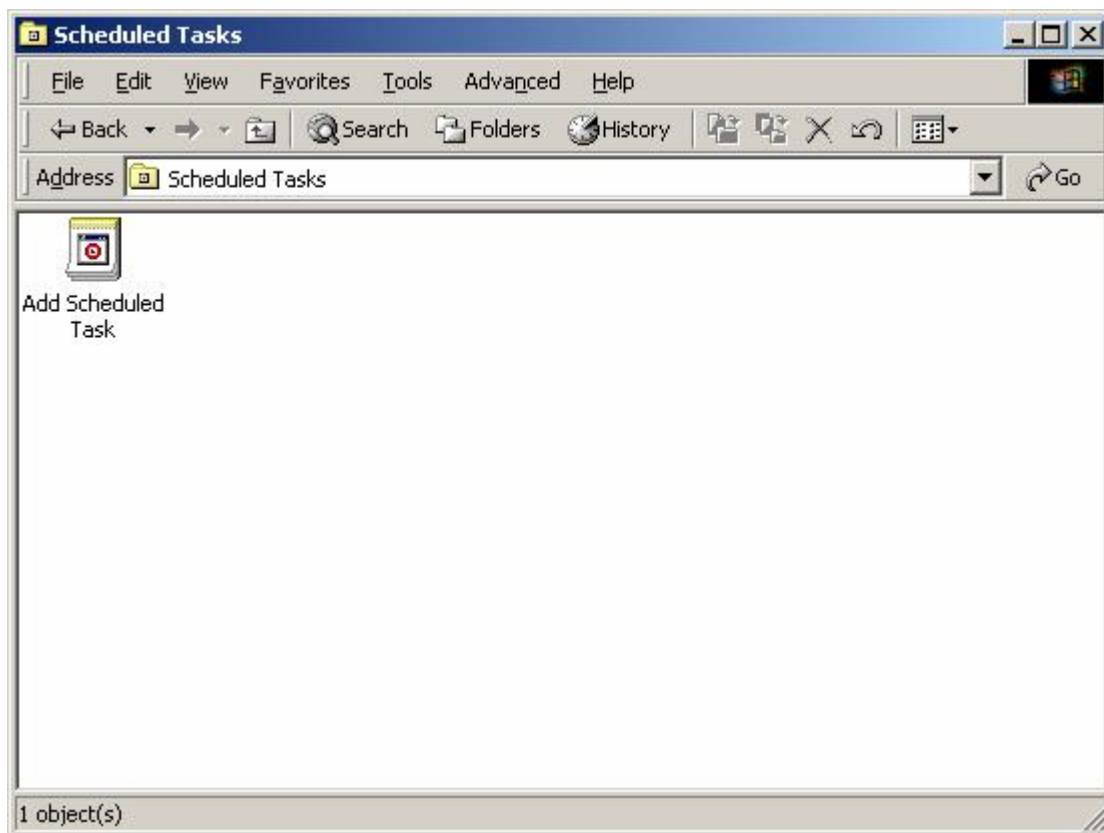 Scheduled Tasks
File Edit View Favorites Tools Advanced Help
Back Search Folders History
Address Scheduled Tasks Go
Add Scheduled
Task
1 object(s)